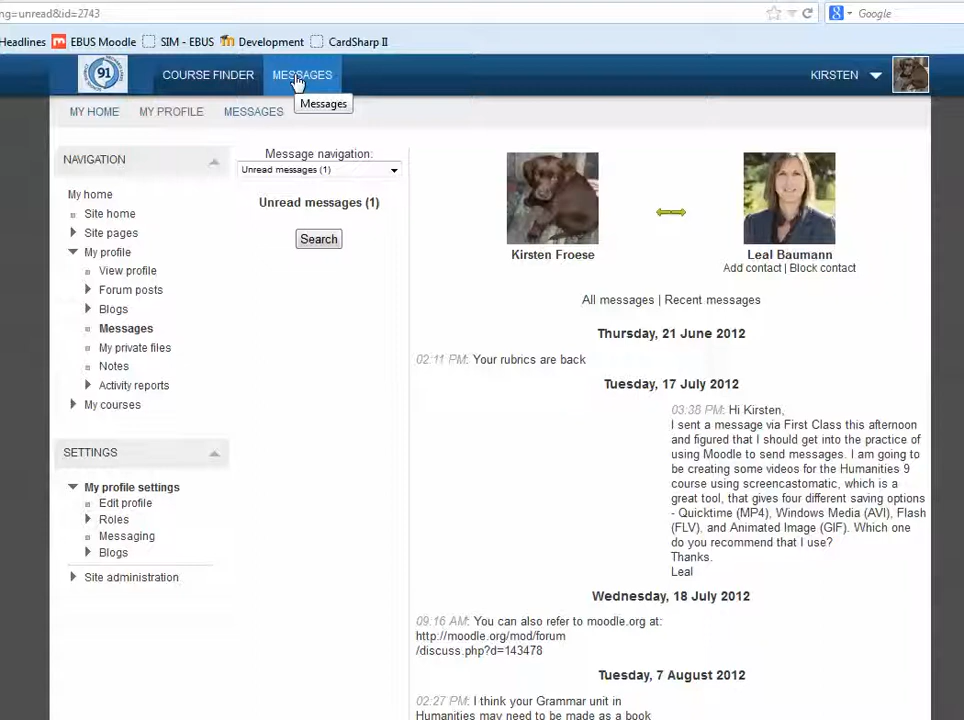 ng=unread&id=2743
Google
Headlines
EBUS Moodle
SIM - EBUS
Development
CardSharp II
91
COURSE FINDER
MESSAGES
KIRSTEN
Messages
MY HOME
MY PROFILE
MESSAGES
NAVIGATION
My home
Site home
Site pages
My profile
View profile
Forum posts
Blogs
Messages
My private files
Notes
Activity reports
My courses
SETTINGS
My profile settings
Edit profile
Roles
Messaging
Blogs
Site administration
Message navigation:
Unread messages (1)
Unread messages (1)
Search
Kirsten Froese
Leal Baumann
Add contact | Block contact
All messages | Recent messages
Thursday, 21 June 2012
02:11 PM: Your rubrics are back
Tuesday, 17 July 2012
03:38 PM: Hi Kirsten,
I sent a message via First Class this afternoon
and figured that I should get into the practice of
using Moodle to send messages. I am going to
be creating some videos for the Humanities 9
course using screencastomatic, which is a
great tool, that gives four different saving options
- Quicktime (MP4), Windows Media (AVI), Flash
(FLV), and Animated Image (GIF). Which one
do you recommend that I use?
Thanks.
Leal
Wednesday, 18 July 2012
09:16 AM: You can also refer to moodle.org at:
http://moodle.org/mod/forum
/discuss.php?d=143478
Tuesday, 7 August 2012
02:27 PM: I think your Grammar unit in
Humanities may need to be made as a book